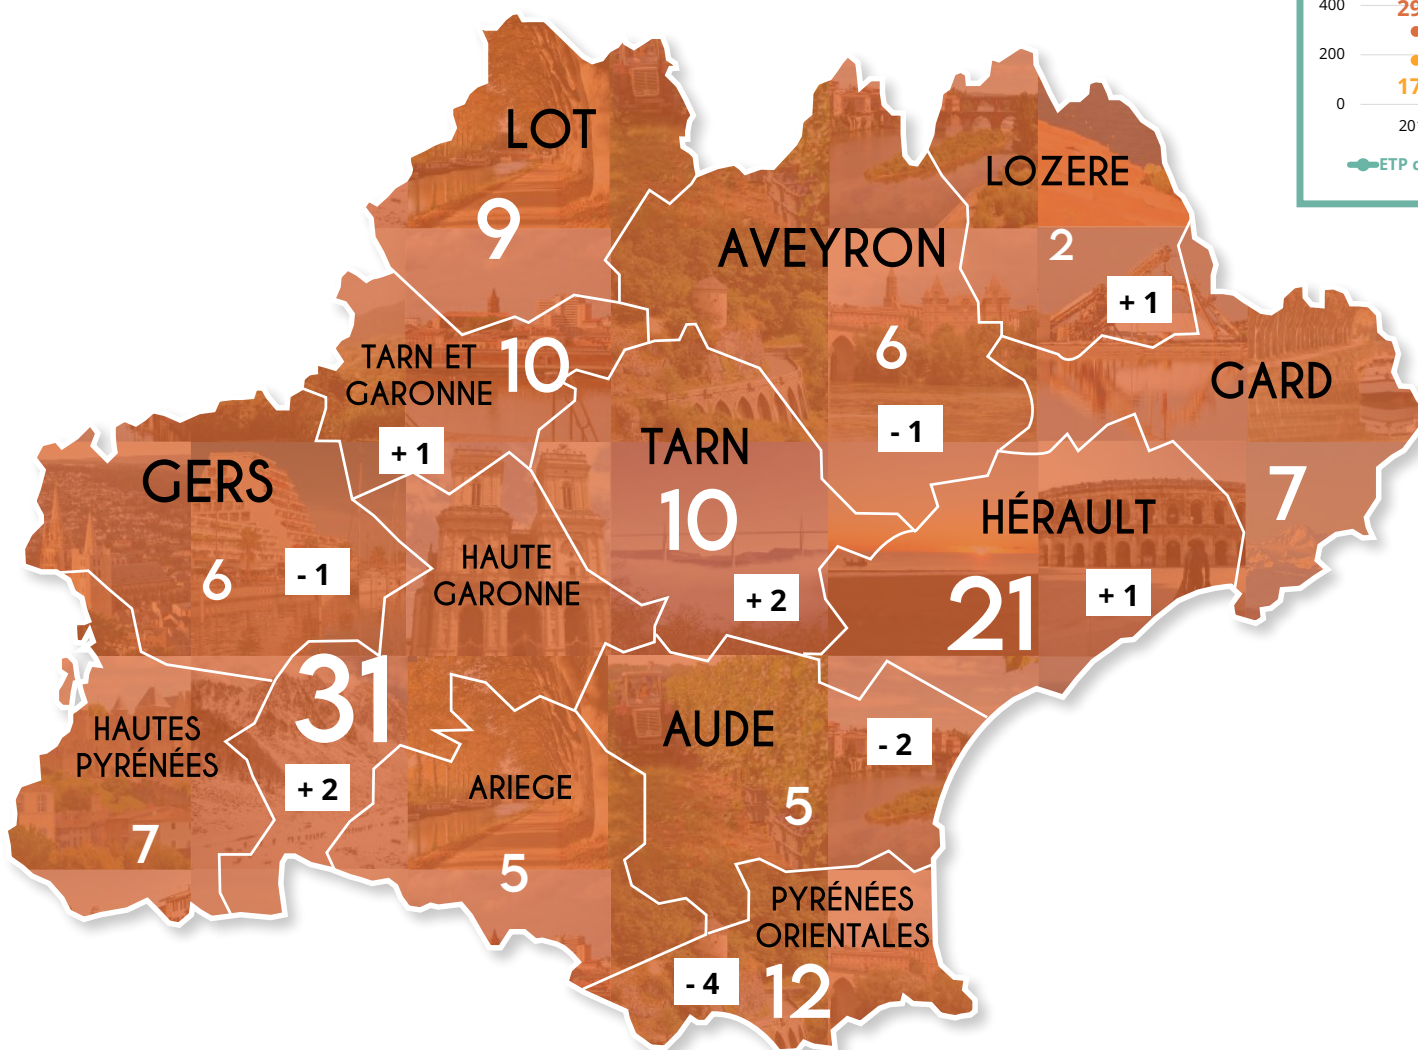 400
200
0
LOT
9
LOZERE
2
+ 1
AVEYRON
6
- 1
TARN ET
GARONNE
10
+ 1
GARD
7
TARN
10
+ 2
GERS
6
- 1
HÉRAULT
21
+ 1
HAUTE
GARONNE
31
+ 2
HAUTES
PYRÉNÉES
7
ARIEGE
5
AUDE
5
- 2
PYRÉNÉES
ORIENTALES
12
- 4
ETP